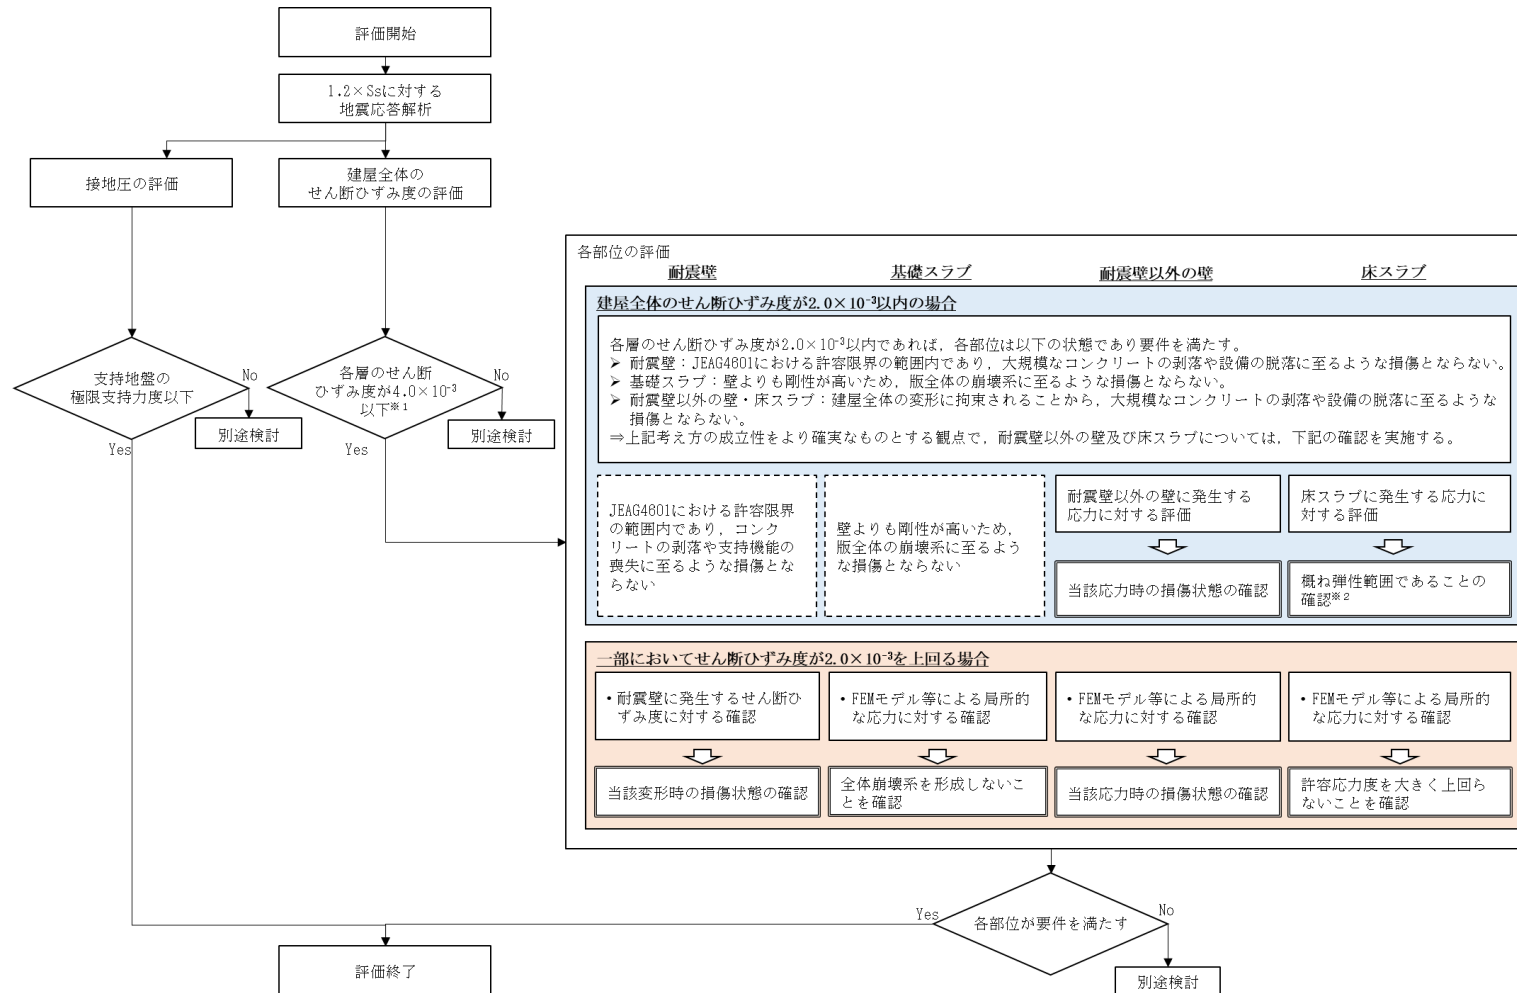 評価開始
1.2×Ssに対する
地震応答解析
接地圧の評価
建屋全体の
せん断ひずみ度の評価
支持地盤の
極限支持力度以下
No
別途検討
Yes
各層のせん断
ひずみ度が4.0×10⁻³
以下※1
No
別途検討
Yes
各部位の評価
耐震壁
基礎スラブ
耐震壁以外の壁
床スラブ
建屋全体のせん断ひずみ度が2.0×10⁻³以内の場合
各層のせん断ひずみ度が2.0×10⁻³以内であれば，各部位は以下の状態であり要件を満たす。
➢ 耐震壁：JEAG4601における許容限界の範囲内であり，大規模なコンクリートの剥落や設備の脱落に至るような損傷とならない。
➢ 基礎スラブ：壁よりも剛性が高いため，版全体の崩壊系に至るような損傷とならない。
➢ 耐震壁以外の壁・床スラブ：建屋全体の変形に拘束されることから，大規模なコンクリートの剥落や設備の脱落に至るような
損傷とならない。
⇒上記考え方の成立性をより確実なものとする観点で，耐震壁以外の壁及び床スラブについては，下記の確認を実施する。
JEAG4601における許容限界
の範囲内であり，コンク
リートの剥落や支持機能の
喪失に至るような損傷とな
らない
壁よりも剛性が高いため，
版全体の崩壊系に至るよう
な損傷とならない
耐震壁以外の壁に発生する
応力に対する評価
当該応力時の損傷状態の確認
床スラブに発生する応力に
対する評価
概ね弾性範囲であることの
確認※2
一部においてせん断ひずみ度が2.0×10⁻³を上回る場合
・耐震壁に発生するせん断ひ
ずみ度に対する確認
当該変形時の損傷状態の確認
・FEMモデル等による局所的
な応力に対する確認
全体崩壊系を形成しないこ
とを確認
・FEMモデル等による局所的
な応力に対する確認
当該応力時の損傷状態の確認
・FEMモデル等による局所的
な応力に対する確認
許容応力度を大きく上回ら
ないことを確認
各部位が要件を満たす
Yes
No
別途検討
評価終了